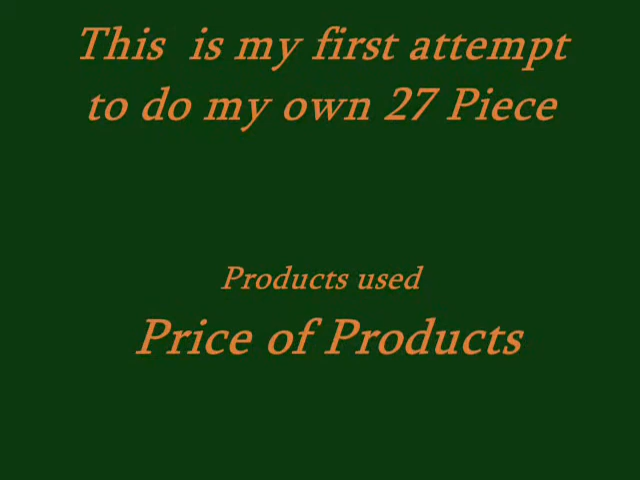 This is my first attempt
to do my own 27 Piece
Products used
Price of Products